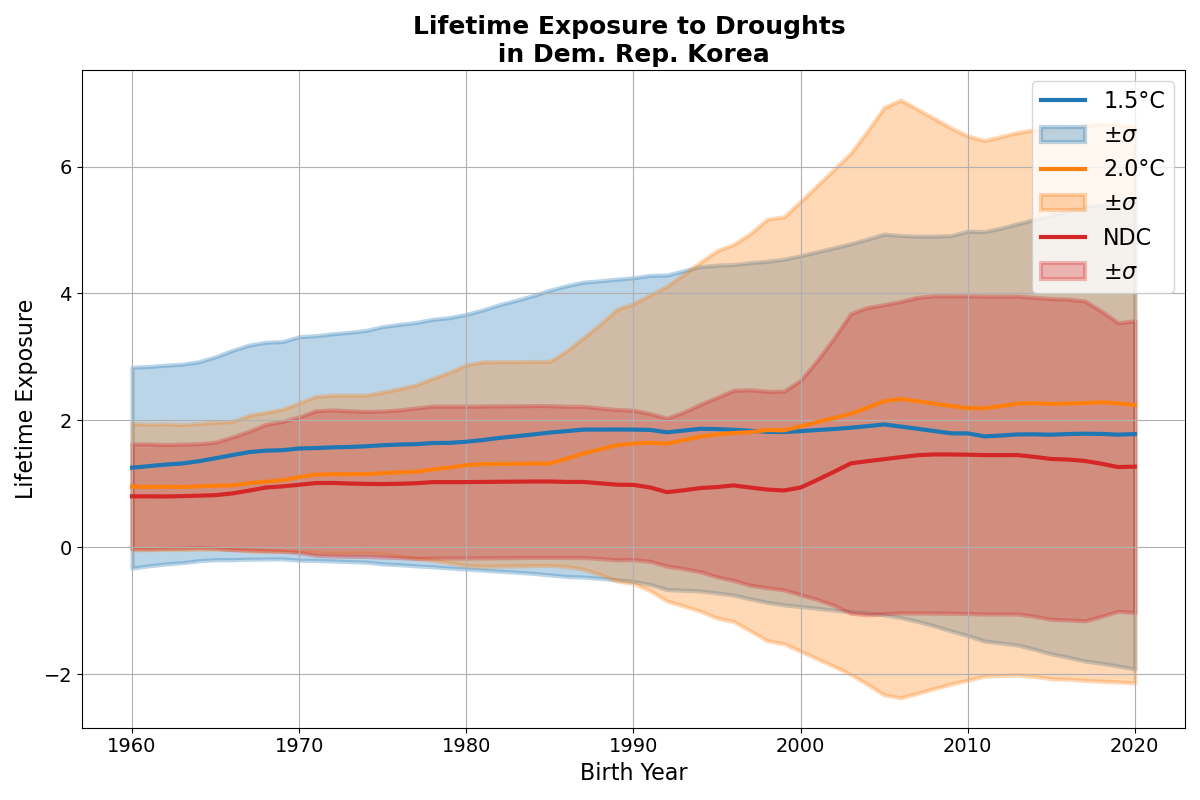 Lifetime Exposure to Droughts
in Dem. Rep. Korea
1.5°C
±σ
2.0°C
±σ
NDC
±σ
Lifetime Exposure
6
4
2
0
−2
1960 1970 1980 1990 2000 2010 2020
Birth Year